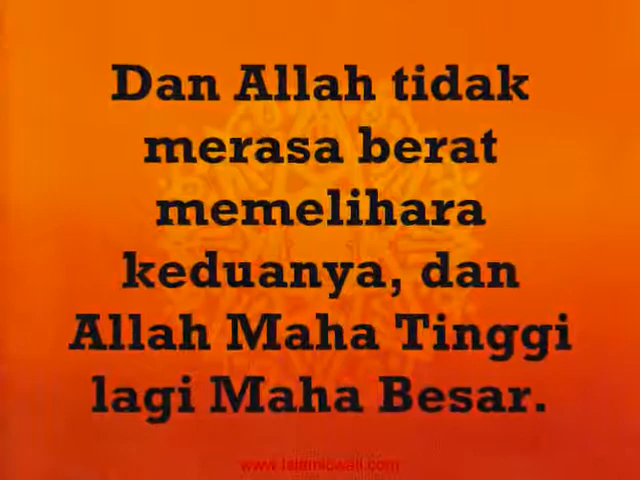 Dan Allah tidak
merasa berat
memelihara
keduanya, dan
Allah Maha Tinggi
lagi Maha Besar.
www.islamicwall.com